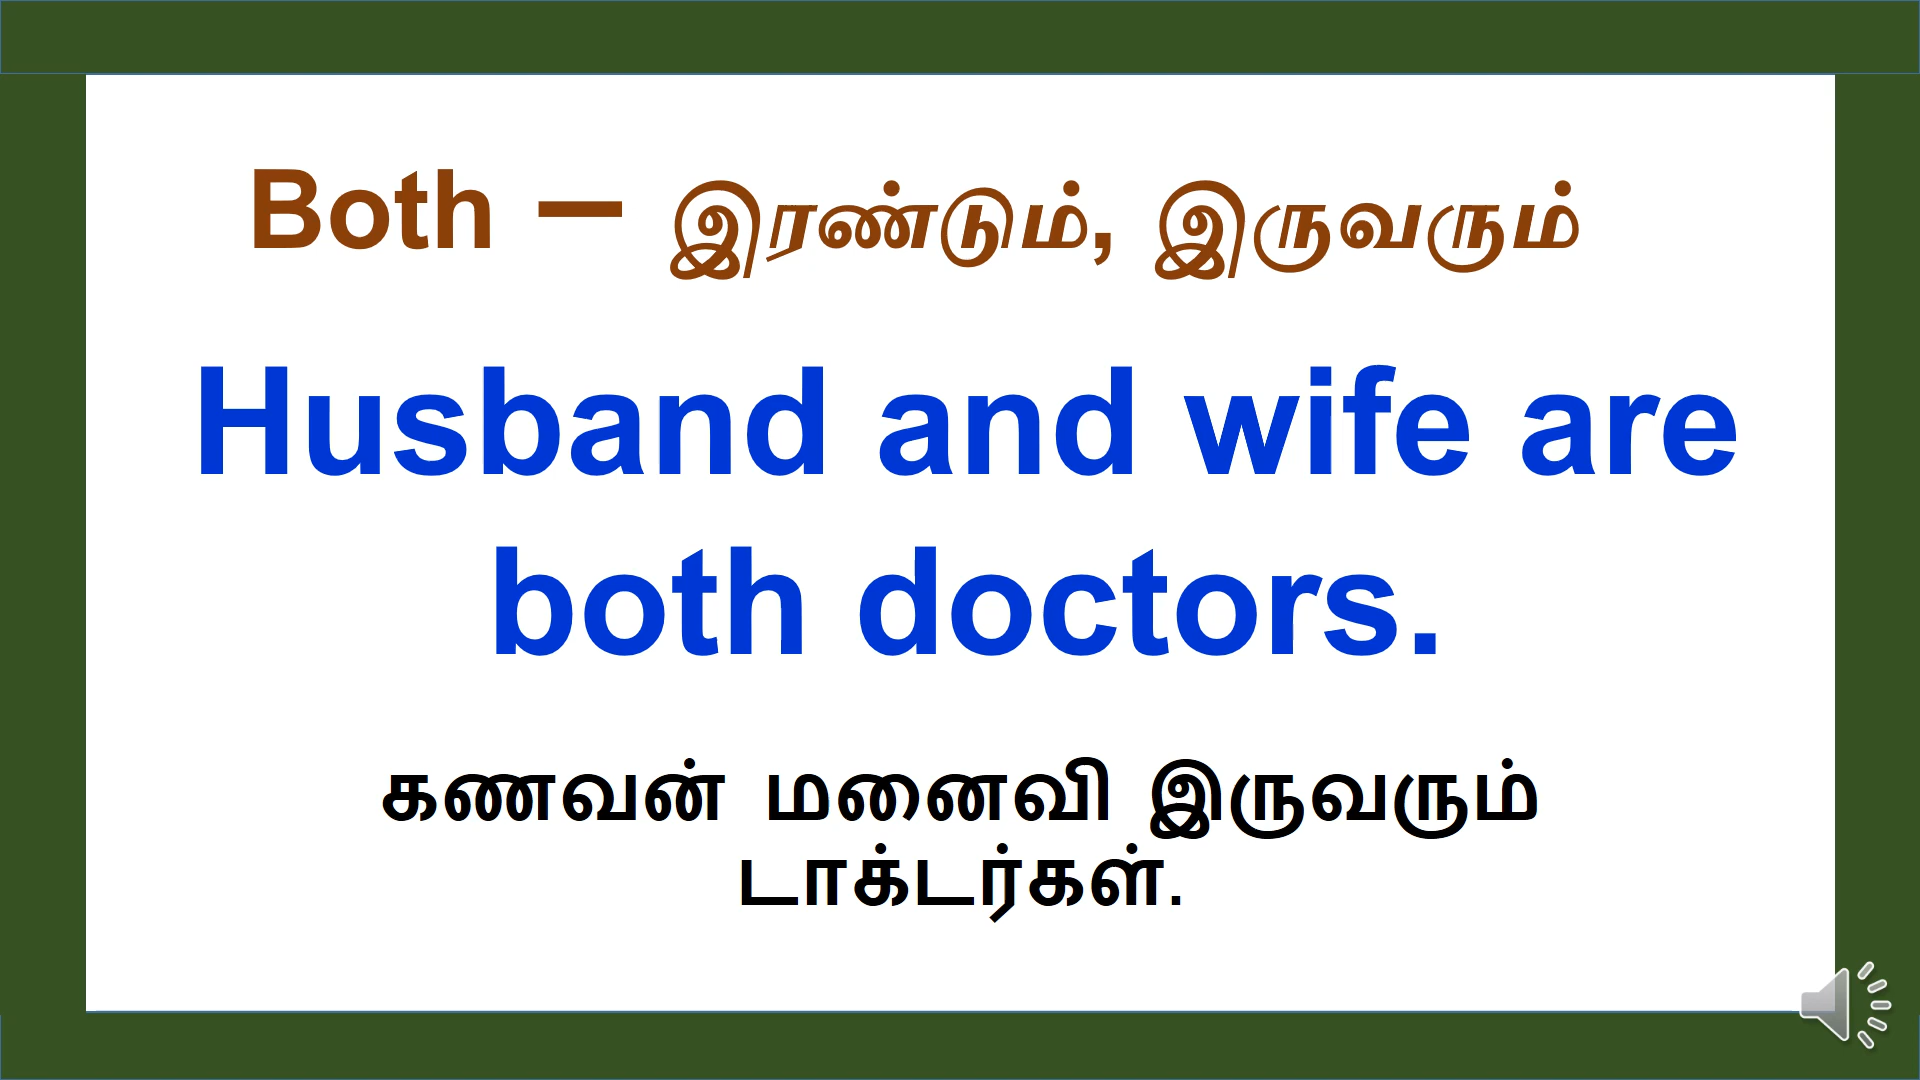 Both – இரண்டும், இருவரும்
Husband and wife are
both doctors.
கணவன் மனைவி இருவரும்
டாக்டர்கள்.